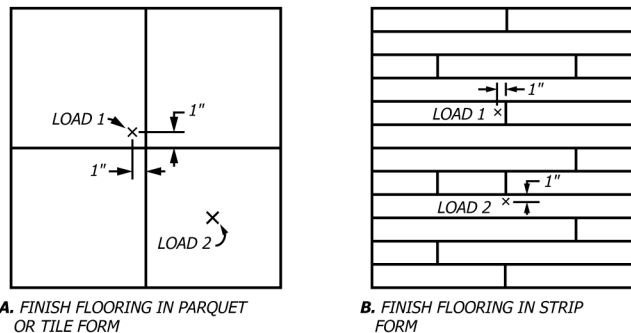 LOAD 1
1"
1"
LOAD 2
A. FINISH FLOORING IN PARQUET
OR TILE FORM
1"
LOAD 1
1"
LOAD 2
B. FINISH FLOORING IN STRIP
FORM